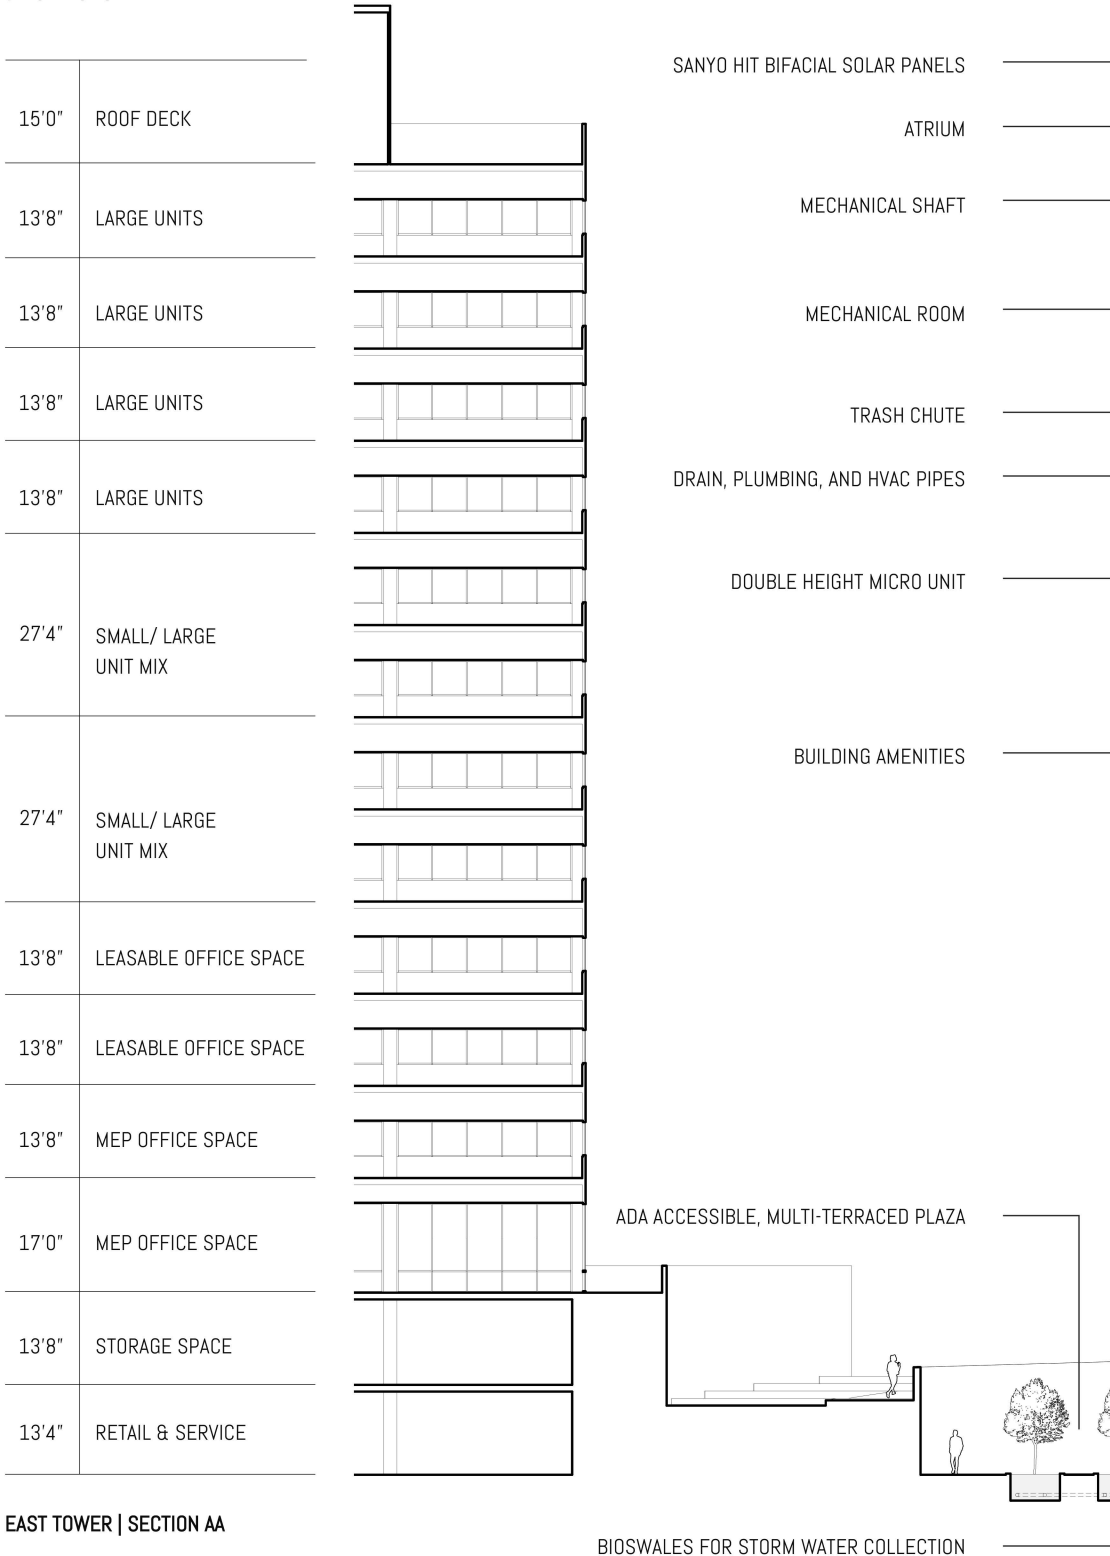 15'0" ROOF DECK
13'8" LARGE UNITS
13'8" LARGE UNITS
13'8" LARGE UNITS
13'8" LARGE UNITS
27'4" SMALL/ LARGE
UNIT MIX
27'4" SMALL/ LARGE
UNIT MIX
13'8" LEASABLE OFFICE SPACE
13'8" LEASABLE OFFICE SPACE
13'8" MEP OFFICE SPACE
17'0" MEP OFFICE SPACE
13'8" STORAGE SPACE
13'4" RETAIL & SERVICE
EAST TOWER | SECTION AA
SANYO HIT BIFACIAL SOLAR PANELS
ATRIUM
MECHANICAL SHAFT
MECHANICAL ROOM
TRASH CHUTE
DRAIN, PLUMBING, AND HVAC PIPES
DOUBLE HEIGHT MICRO UNIT
BUILDING AMENITIES
ADA ACCESSIBLE, MULTI-TERRACED PLAZA
BIOSWALES FOR STORM WATER COLLECTION